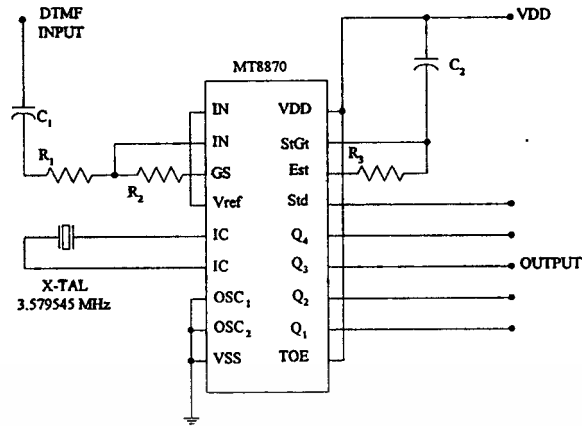 DTMF
INPUT
VDD
MT8870
C₂
C₁
IN
VDD
IN
StGt
R₁
R₂
GS
Est
R₃
Vref
Std
IC
Q₄
IC
Q₃
OUTPUT
X-TAL
3.579545 MHz
OSC₁
Q₂
OSC₂
Q₁
VSS
TOE